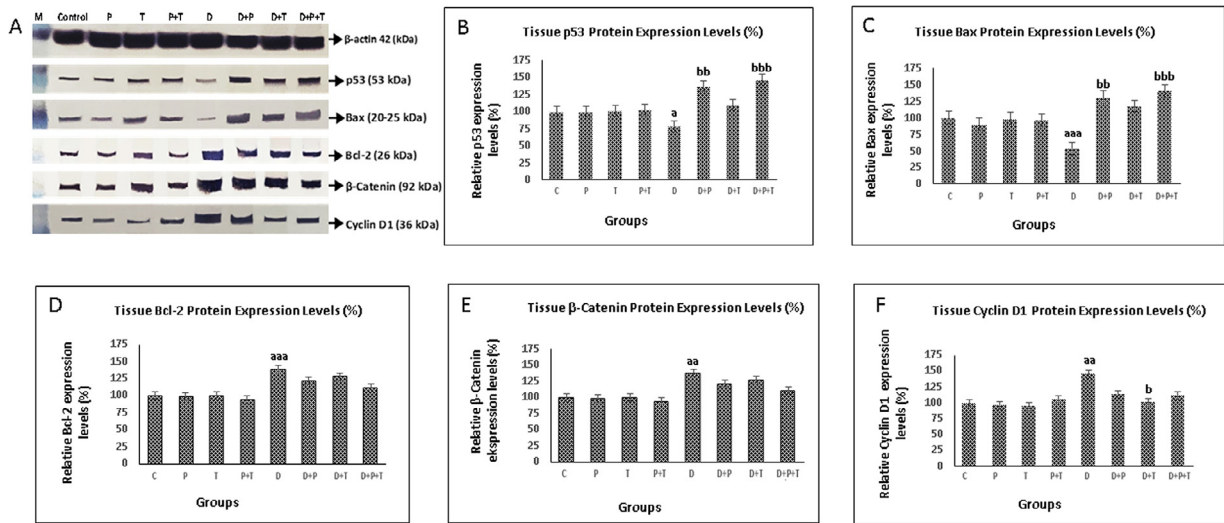 A
M Control P T P+T D D+P D+T D+P+T
β-actin 42 (kDa)
p53 (53 kDa)
Bax (20-25 kDa)
Bcl-2 (26 kDa)
β-Catenin (92 kDa)
Cyclin D1 (36 kDa)
B
Tissue p53 Protein Expression Levels (%)
Relative p53 expression
levels (%)
175
150
125
100
75
50
25
0
a
bb
bbb
C P T P+T D D+P D+T D+P+T
Groups
C
Tissue Bax Protein Expression Levels (%)
Relative Bax expression
levels (%)
175
150
125
100
75
50
25
0
aaa
bb
bbb
C P T P+T D D+P D+T D+P+T
Groups
D
Tissue Bcl-2 Protein Expression Levels (%)
Relative Bcl-2 expression
levels (%)
175
150
125
100
75
50
25
0
aaa
C P T P+T D D+P D+T D+P+T
Groups
E
Tissue β-Catenin Protein Expression Levels (%)
Relative β-Catenin
ekspression levels (%)
175
150
125
100
75
50
25
0
aa
C P T P+T D D+P D+T D+P+T
Groups
F
Tissue Cyclin D1 Protein Expression Levels (%)
Relative Cyclin D1 expression
levels (%)
175
150
125
100
75
50
25
0
aa
b
C P T P+T D D+P D+T D+P+T
Groups